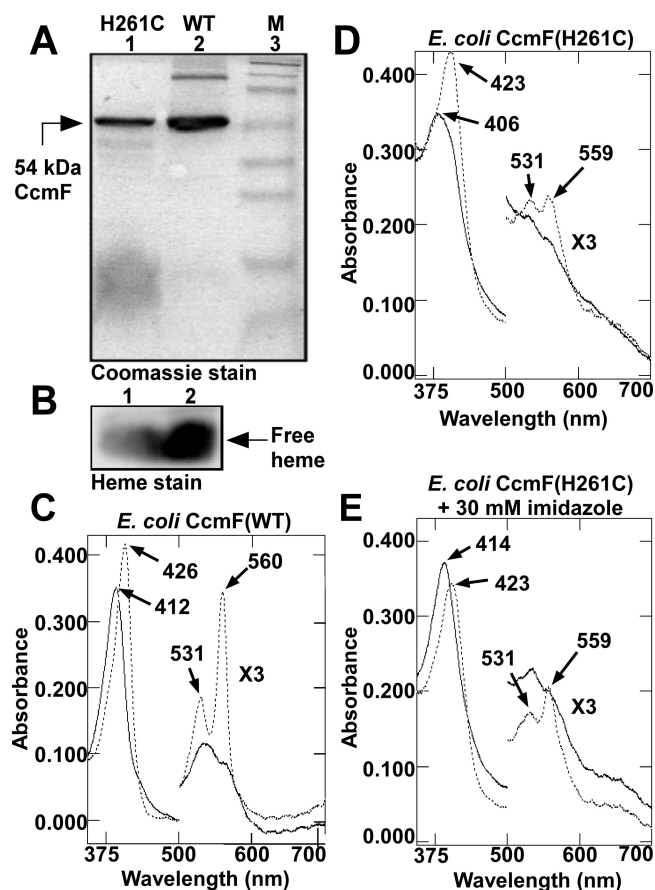 A
H261C WT M
1 2 3
54 kDa
CcmF
Coomassie stain
B
1 2
Free
heme
Heme stain
C
E. coli CcmF(WT)
0.400
0.300
0.200
0.100
0.000
426
412
560
531
X3
Absorbance
375 500 600 700
Wavelength (nm)
D
E. coli CcmF(H261C)
0.400
0.300
0.200
0.100
0.000
423
406
531
559
X3
Absorbance
375 500 600 700
Wavelength (nm)
E
E. coli CcmF(H261C)
+ 30 mM imidazole
0.400
0.300
0.200
0.100
0.000
414
423
531
559
X3
Absorbance
375 500 600 700
Wavelength (nm)